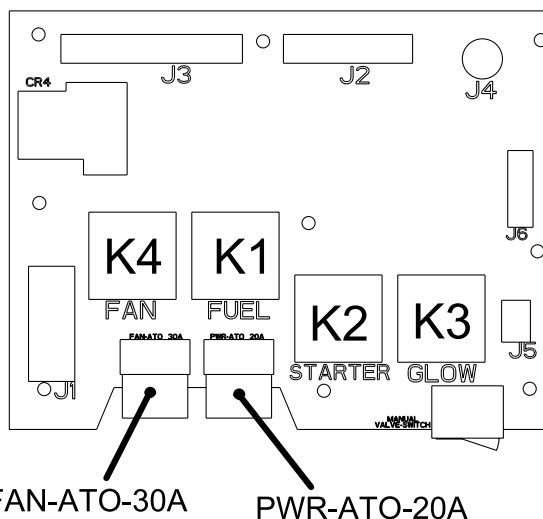 J3
J2
J4
CR4
J6
K4
K1
FAN
FUEL
K2
K3
J5
FAN-ATO 30A
PWR-ATO 20A
STARTER
GLOW
J1
MANUAL
VALVE-SWITCH
FAN-ATO-30A
PWR-ATO-20A